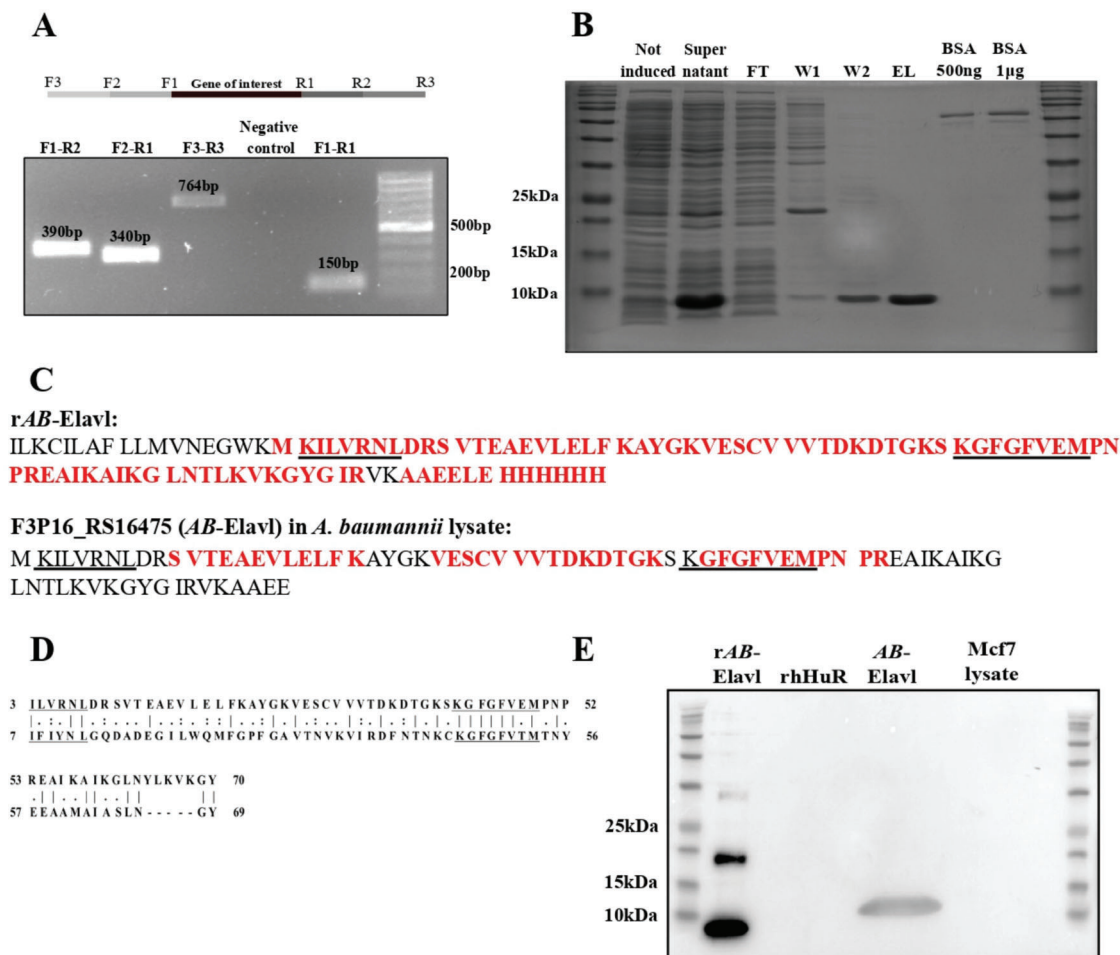 A
F3 F2 F1 Gene of interest R1 R2 R3
F1-R2 F2-R1 F3-R3 Negative control F1-R1
764bp
390bp 340bp 150bp
500bp
200bp
B
Not induced Super natant FT W1 W2 EL BSA 500ng BSA 1µg
25kDa
15kDa
10kDa
C
rAB-Elavl:
ILKCILAF LLMVNEGWKM KILVRNLDRS VTEAEVLELF KAYGKVESCV VVTDKDTGKS KGFGFVEMPN
PREAIKAIKG LNTLKVKGYG IRVKAAEELE HHHHHH
F3P16_RS16475 (AB-Elavl) in A. baumannii lysate:
M KILVRNLDRS VTEAEVLELF KAYGKVESCV VVTDKDTGKS KGFGFVEMPN PREAIKAIKG
LNTLKVKGYG IRVKAAEE
D
3 ILVRNLDRSVTEAEVLELFKAYGKVESCVVVTDKDTGKSKGFGFVEMPNP 52
|.:.||..:....::.:|..:|.|....|..|.:|.|.||||||.|.|.
7 IFIYNLGQDADEGILWQMFGPFGAVTNVKVIRDFNTNKCKGFGFVTMTNY 56
53 REAIKAIKGLNYLKVKGY 70
.||..||..|| ||
57 EEAAMAIASLN-----GY 69
E
rAB-Elavl rhHuR AB-Elavl Mcf7 lysate
25kDa
15kDa
10kDa